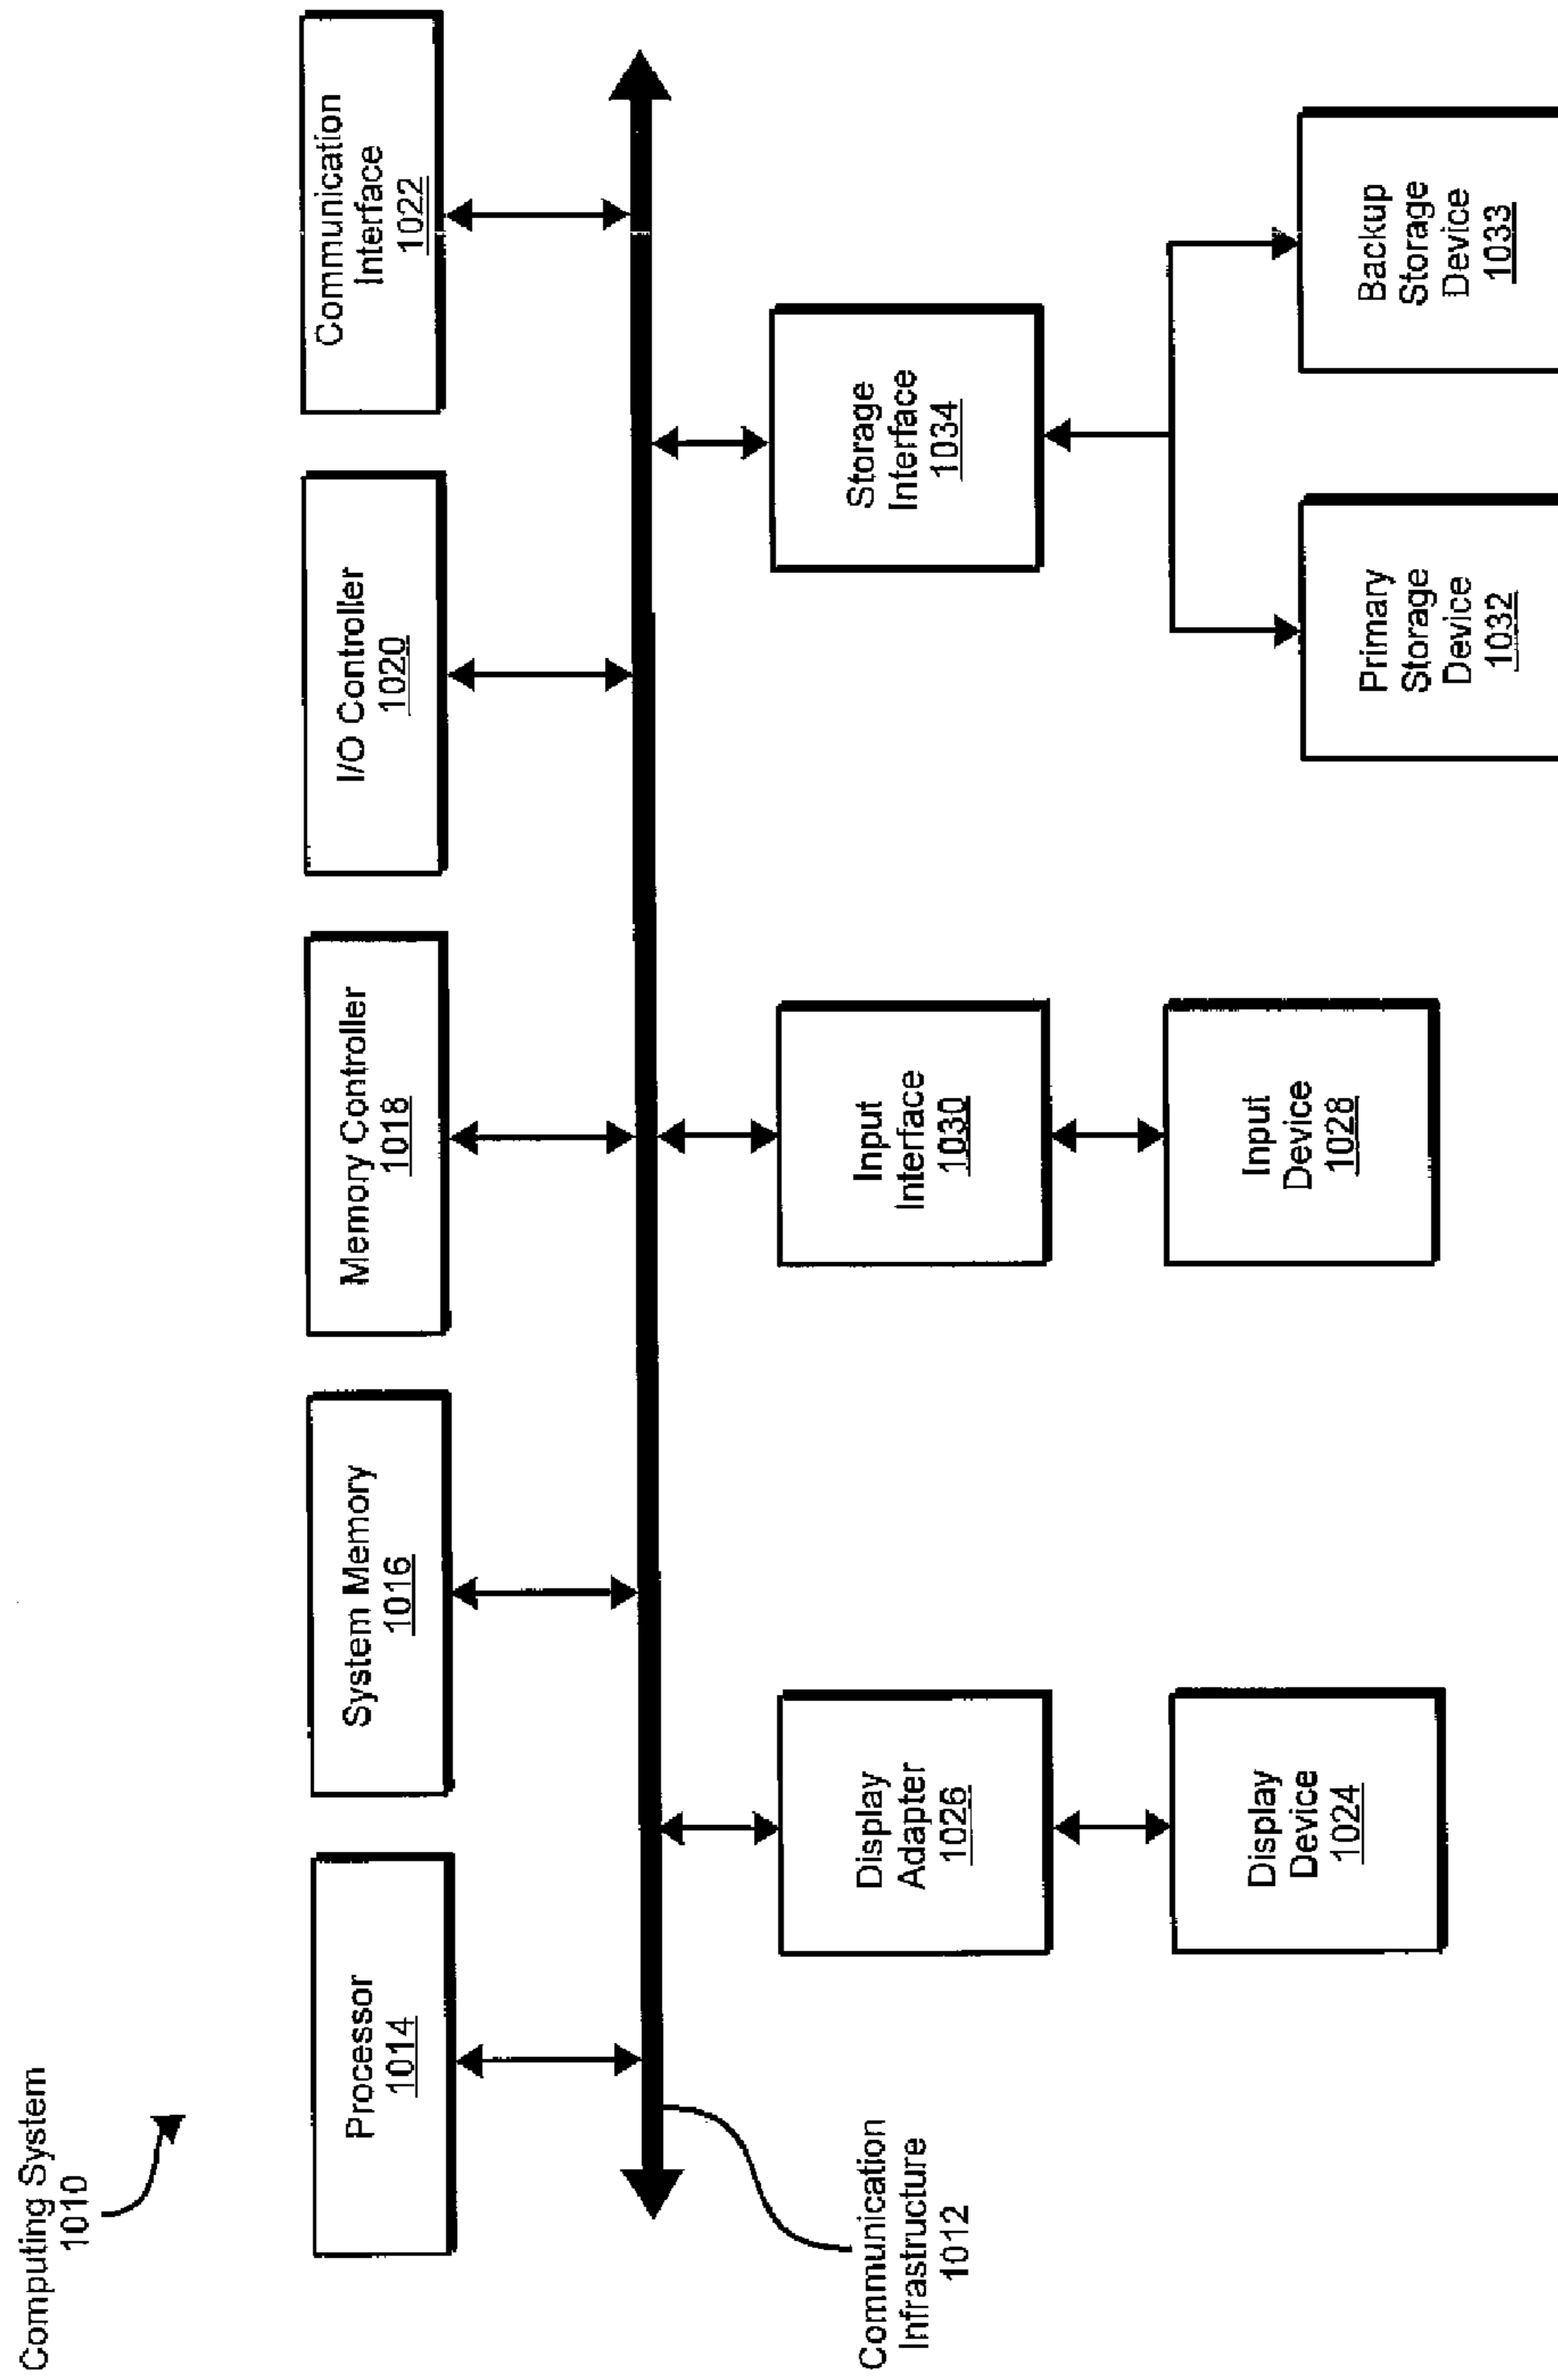 Computing System
1010
Processor
1014
System Memory
1016
Memory Controller
1018
I/O Controller
1020
Communication
Interface
1022
Communication
Infrastructure
1012
Display
Adapter
1026
Input
Interface
1030
Storage
Interface
1034
Display
Device
1024
Input
Device
1028
Primary
Storage
Device
1032
Backup
Storage
Device
1033